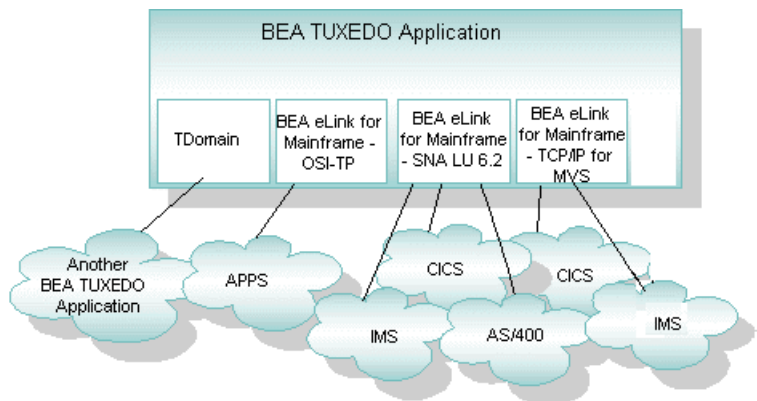 BEA TUXEDO Application
TDomain
BEA eLink for
Mainframe -
OSI-TP
BEA eLink
for Mainframe
- SNA LU 6.2
BEA eLink
for Mainframe
- TCP/IP for
MVS
Another
BEA TUXEDO
Application
APPS
CICS
CICS
IMS
AS/400
IMS